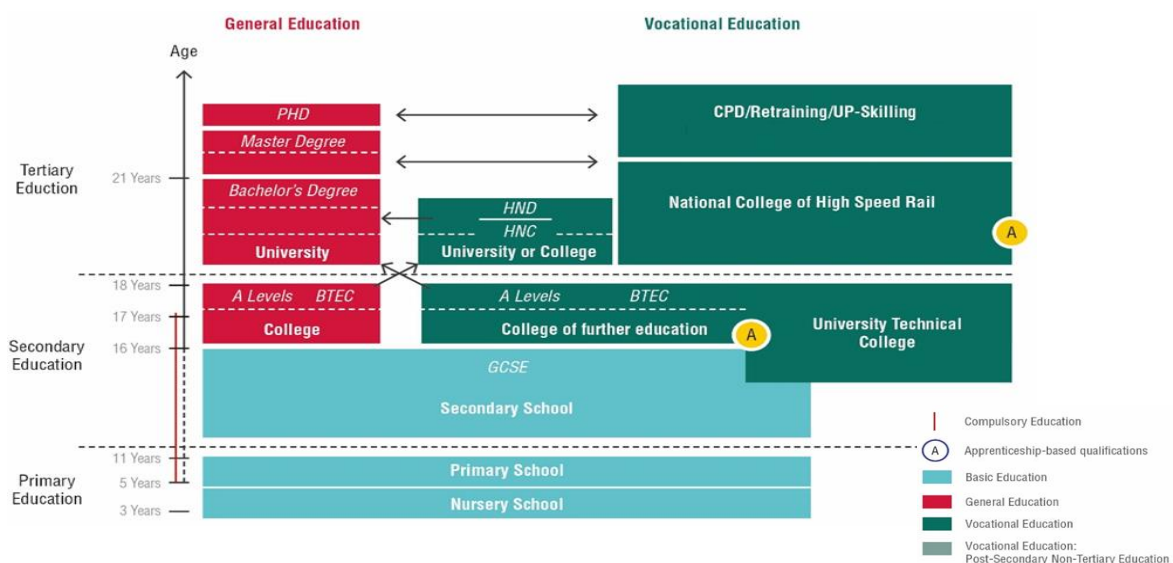 General Education
Vocational Education
Age
PHD
CPD/Retraining/UP-Skilling
Master Degree
Tertiary
Eduction
21 Years
Bachelor's Degree
HND
National College of High Speed Rail
HNC
A
University
University or College
18 Years
A Levels BTEC
A Levels BTEC
17 Years
College
College of further education
A
University Technical
College
Secondary
Education
16 Years
GCSE
Secondary School
Compulsory Education
11 Years
A Apprenticeship-based qualifications
Primary School
Primary
Education
5 Years
Basic Education
Nursery School
3 Years
General Education
Vocational Education
Vocational Education:
Post-Secondary Non-Tertiary Education